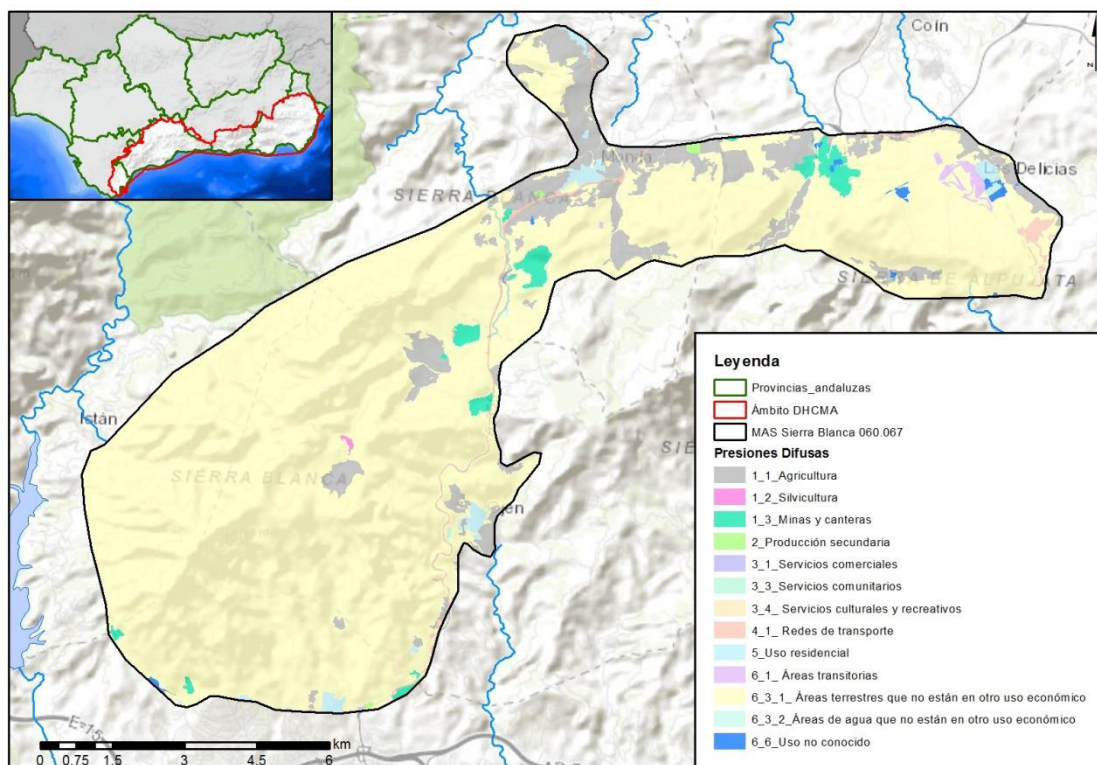 Coín
N
Monda
Las Delicias
SIERRA BLANCA
SIERRA DE ALPUJATA
Istán
SIERRA BLANCA
SIE
E-15
km
0 0.75 1.5 3 4.5 6
Leyenda
Provincias_andaluzas
Ámbito DHCMA
MAS Sierra Blanca 060.067
Presiones Difusas
1_1_Agricultura
1_2_Silvicultura
1_3_Minas y canteras
2_Producción secundaria
3_1_Servicios comerciales
3_3_Servicios comunitarios
3_4_ Servicios culturales y recreativos
4_1_ Redes de transporte
5_Uso residencial
6_1_ Áreas transitorias
6_3_1_ Áreas terrestres que no están en otro uso económico
6_3_2_Áreas de agua que no están en otro uso económico
6_6_Uso no conocido